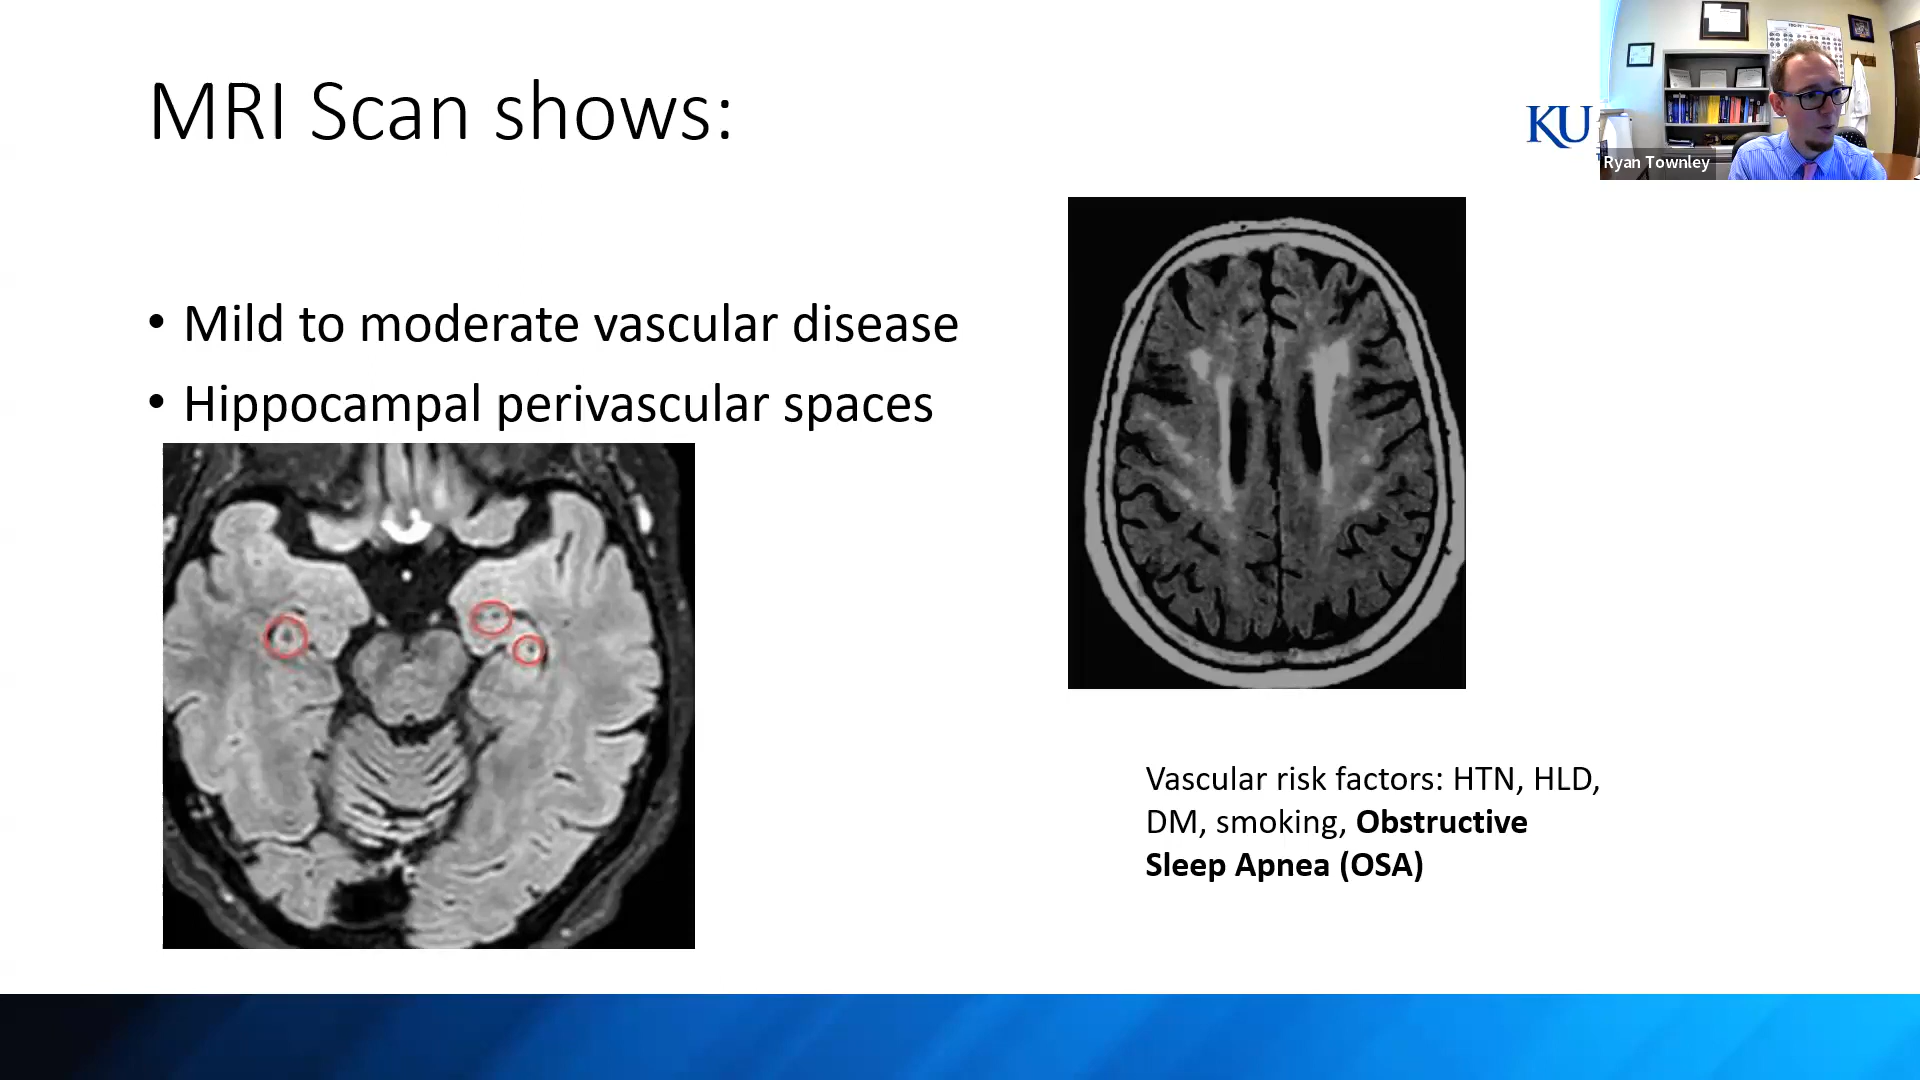 MRI Scan shows:
KU
Ryan Townley
• Mild to moderate vascular disease
• Hippocampal perivascular spaces
Vascular risk factors: HTN, HLD,
DM, smoking, Obstructive
Sleep Apnea (OSA)